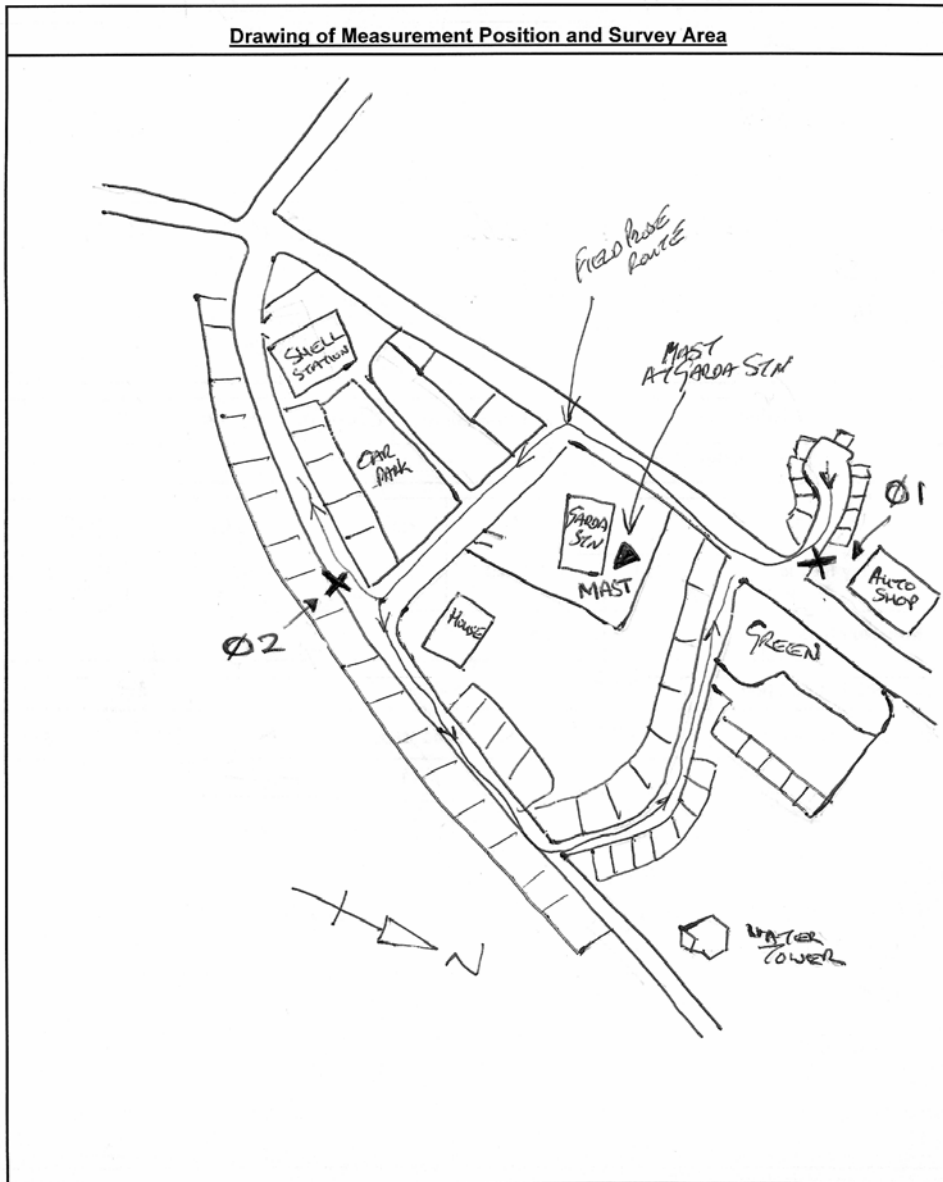 Drawing of Measurement Position and Survey Area
FIELD PROBE
ROUTE
MAST
AT GARDA STN
SHELL
STATION
CAR
PARK
GARDA
STN
MAST
Ø1
AUTO
SHOP
HOUSE
GREEN
Ø2
N
WATER
TOWER